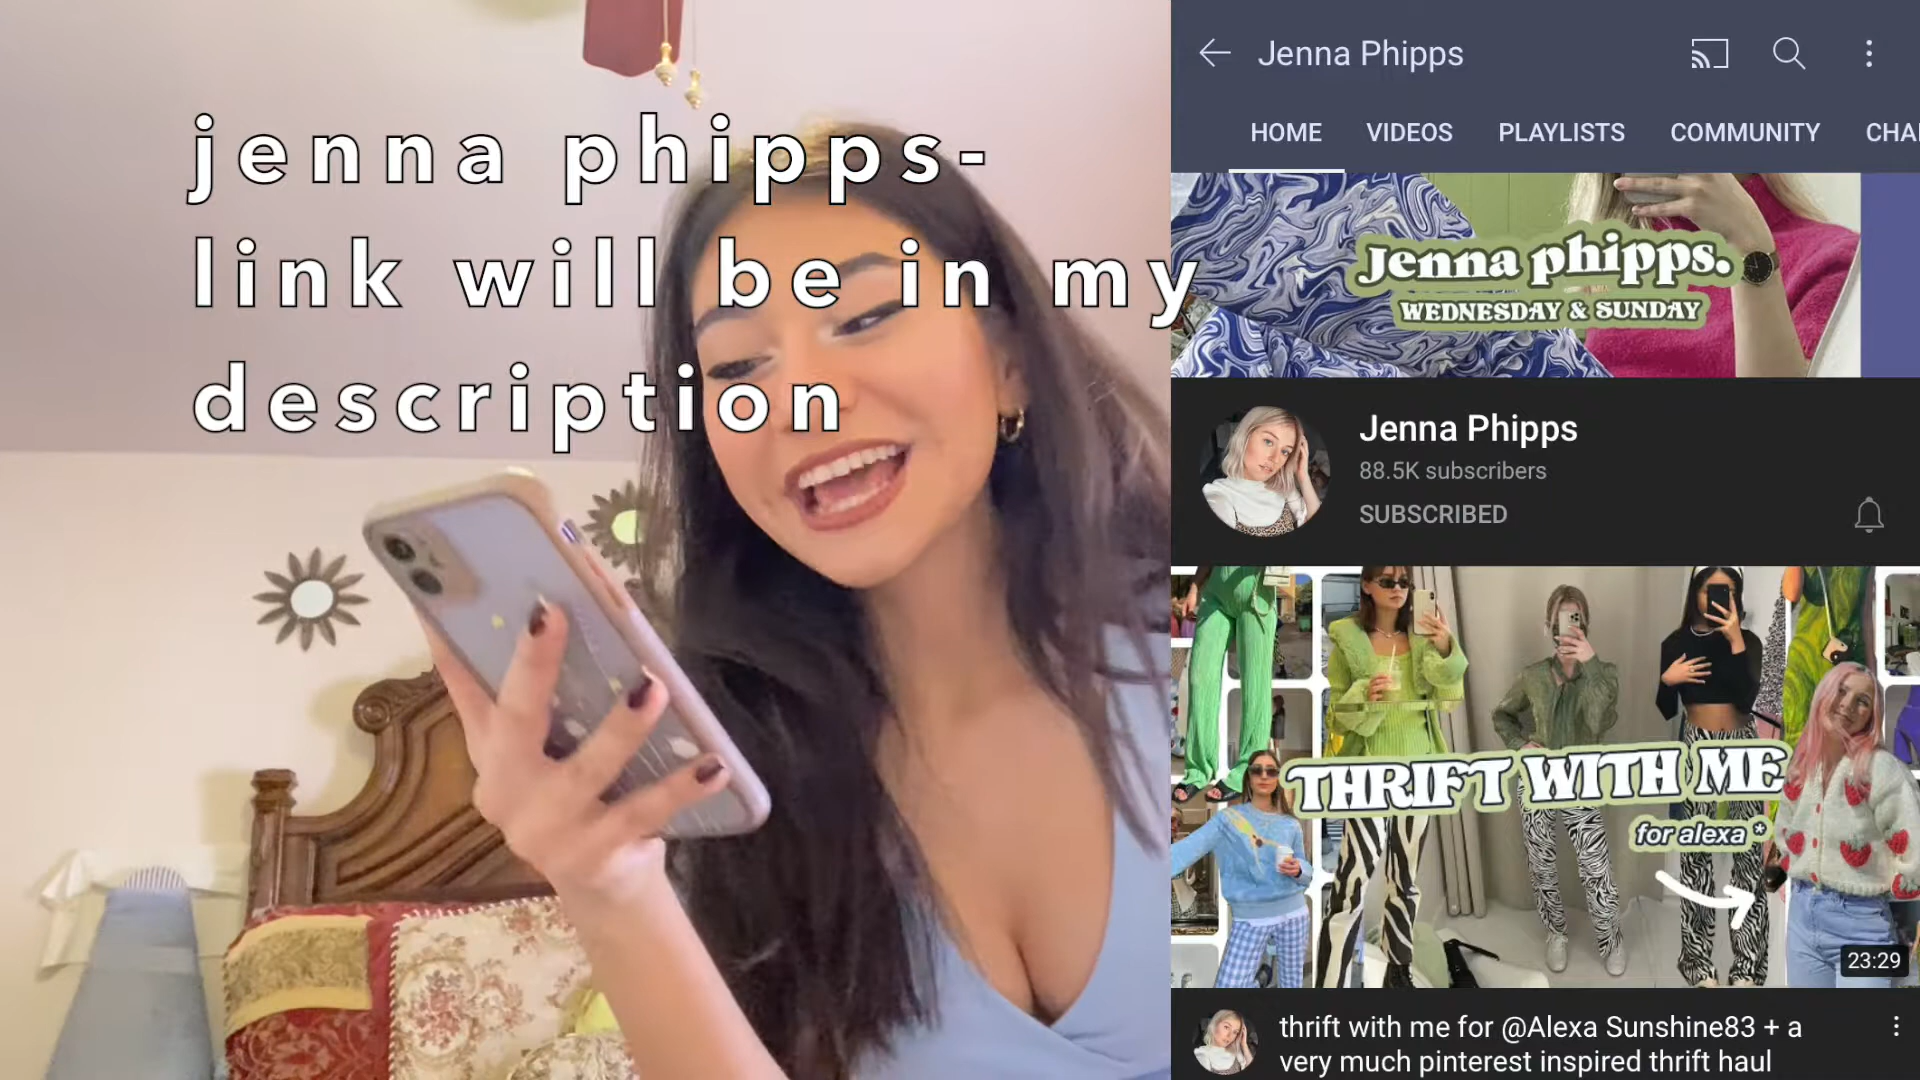 jenna phipps-
link will be in my
description
Jenna Phipps
HOME VIDEOS PLAYLISTS COMMUNITY CHA
Jenna phipps.
WEDNESDAY & SUNDAY
Jenna Phipps
88.5K subscribers
SUBSCRIBED
THRIFT WITH ME
for alexa *
23:29
thrift with me for @Alexa Sunshine83 + a
very much pinterest inspired thrift haul